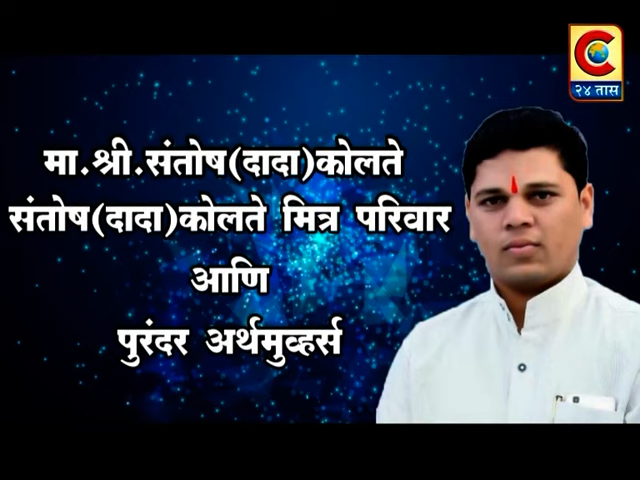 C
२४ तास
मा.श्री.संतोष(दादा)कोलते
संतोष(दादा)कोलते मित्र परिवार
आणि
पुरंदर अर्थमुव्हर्स